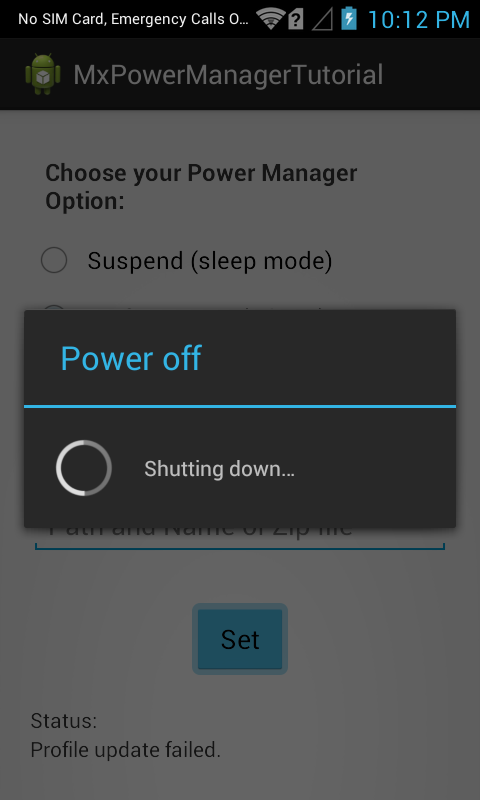 No SIM Card, Emergency Calls O... 10:12 PM
MxPowerManagerTutorial
Choose your Power Manager
Option:
Suspend (sleep mode)
Power off
Shutting down...
Path and Name of Zip file
Set
Status:
Profile update failed.